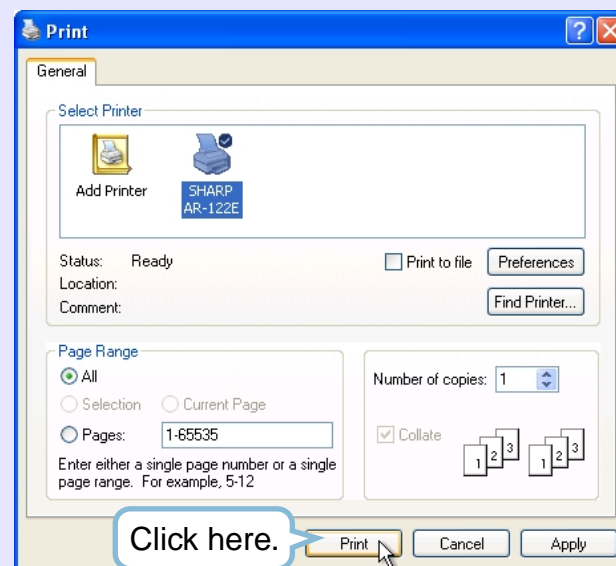 Print
General
Select Printer
Add Printer
SHARP
AR-122E
Status: Ready
Location:
Comment:
Print to file
Preferences
Find Printer...
Page Range
All
Selection Current Page
Pages: 1-65535
Enter either a single page number or a single
page range. For example, 5-12
Number of copies: 1
Collate
1 2 3 1 2 3
Click here.
Print Cancel Apply